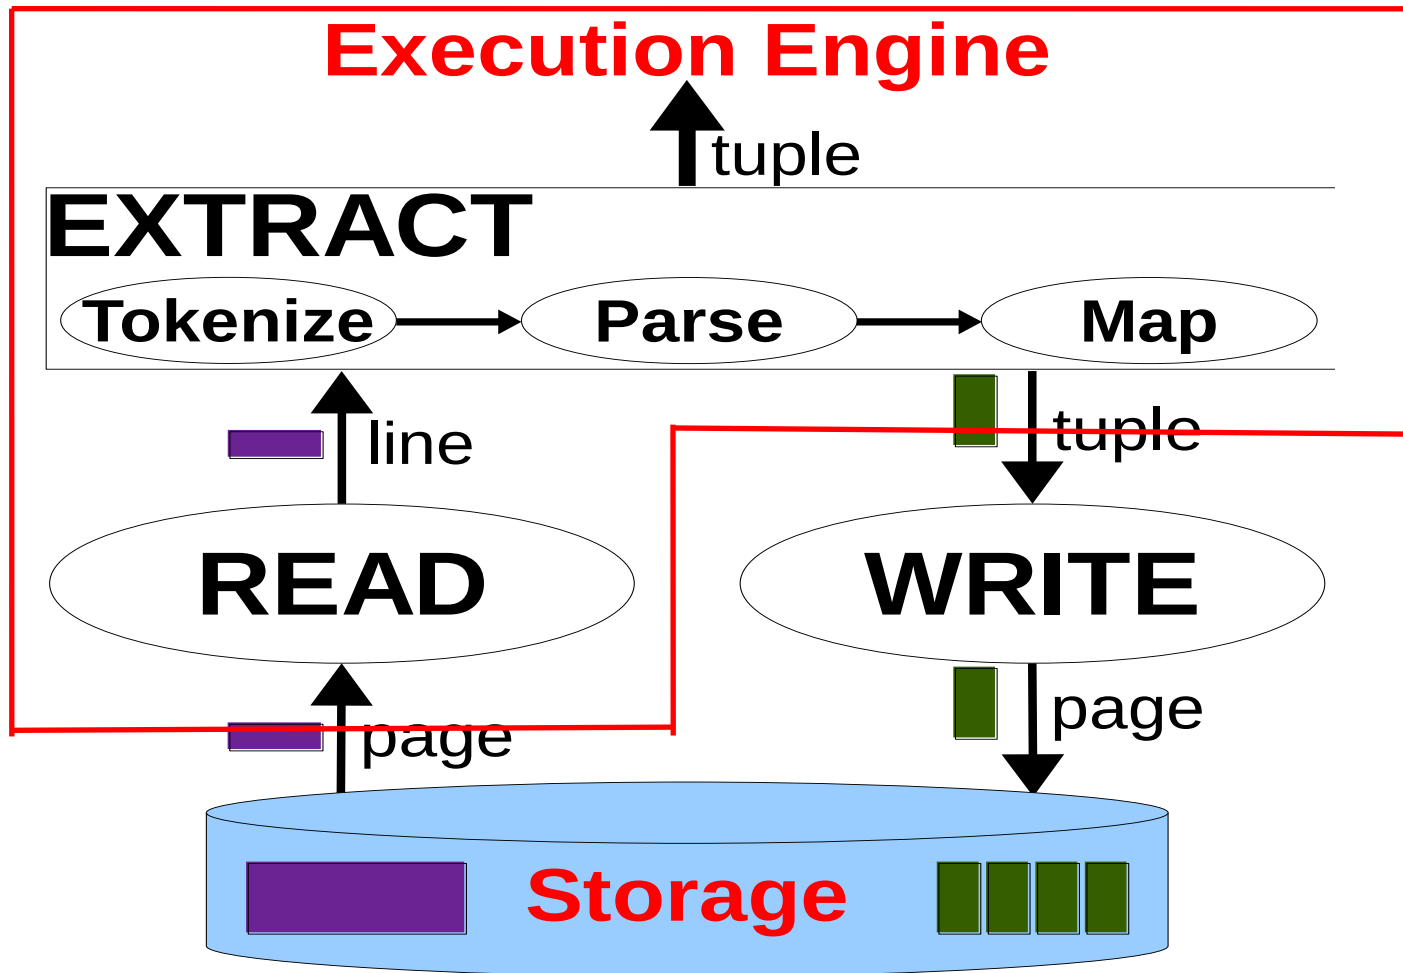 Execution Engine
tuple
EXTRACT
Tokenize Parse Map
line tuple
READ WRITE
page page
Storage